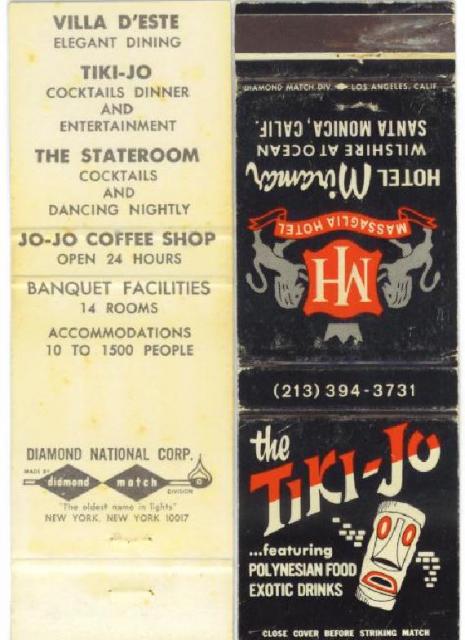 VILLA D'ESTE
ELEGANT DINING
TIKI-JO
COCKTAILS DINNER
AND
ENTERTAINMENT
THE STATEROOM
COCKTAILS
AND
DANCING NIGHTLY
JO-JO COFFEE SHOP
OPEN 24 HOURS
BANQUET FACILITIES
14 ROOMS
ACCOMMODATIONS
10 TO 1500 PEOPLE
DIAMOND NATIONAL CORP.
MADE BY
diamond match
DIVISION
"The oldest name in lights"
NEW YORK, NEW YORK 10017
DIAMOND MATCH DIV. LOS ANGELES, CALIF.
HOTEL Miramar
WILSHIRE AT OCEAN
SANTA MONICA, CALIF.
MASSAGLIA HOTEL
MH
(213) 394-3731
the
TIKI-JO
...featuring
POLYNESIAN FOOD
EXOTIC DRINKS
CLOSE COVER BEFORE STRIKING MATCH